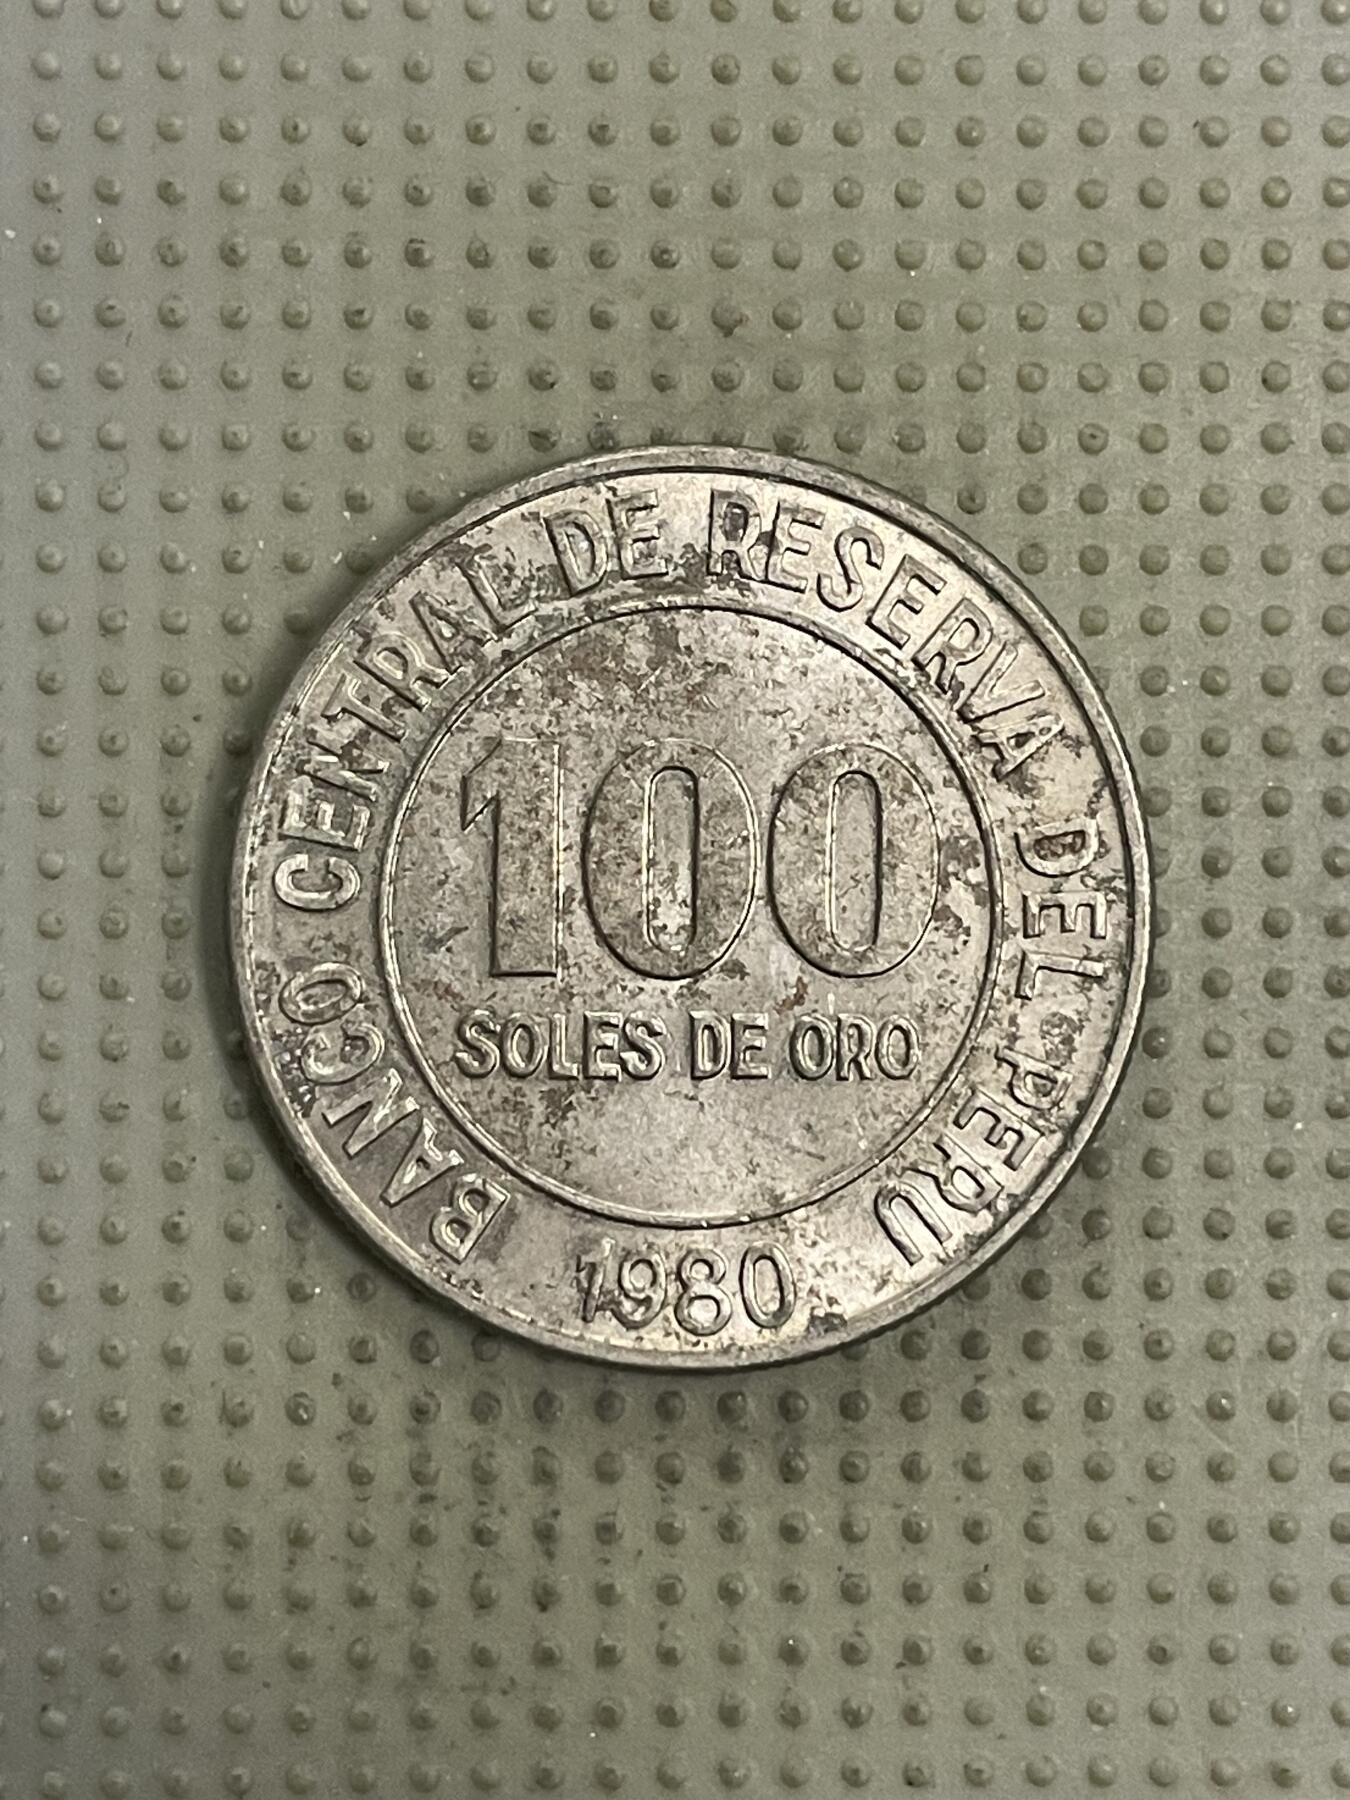 BANCO CENTRAL DE RESERVA DEL PERU
100
SOLES DE ORO
1980